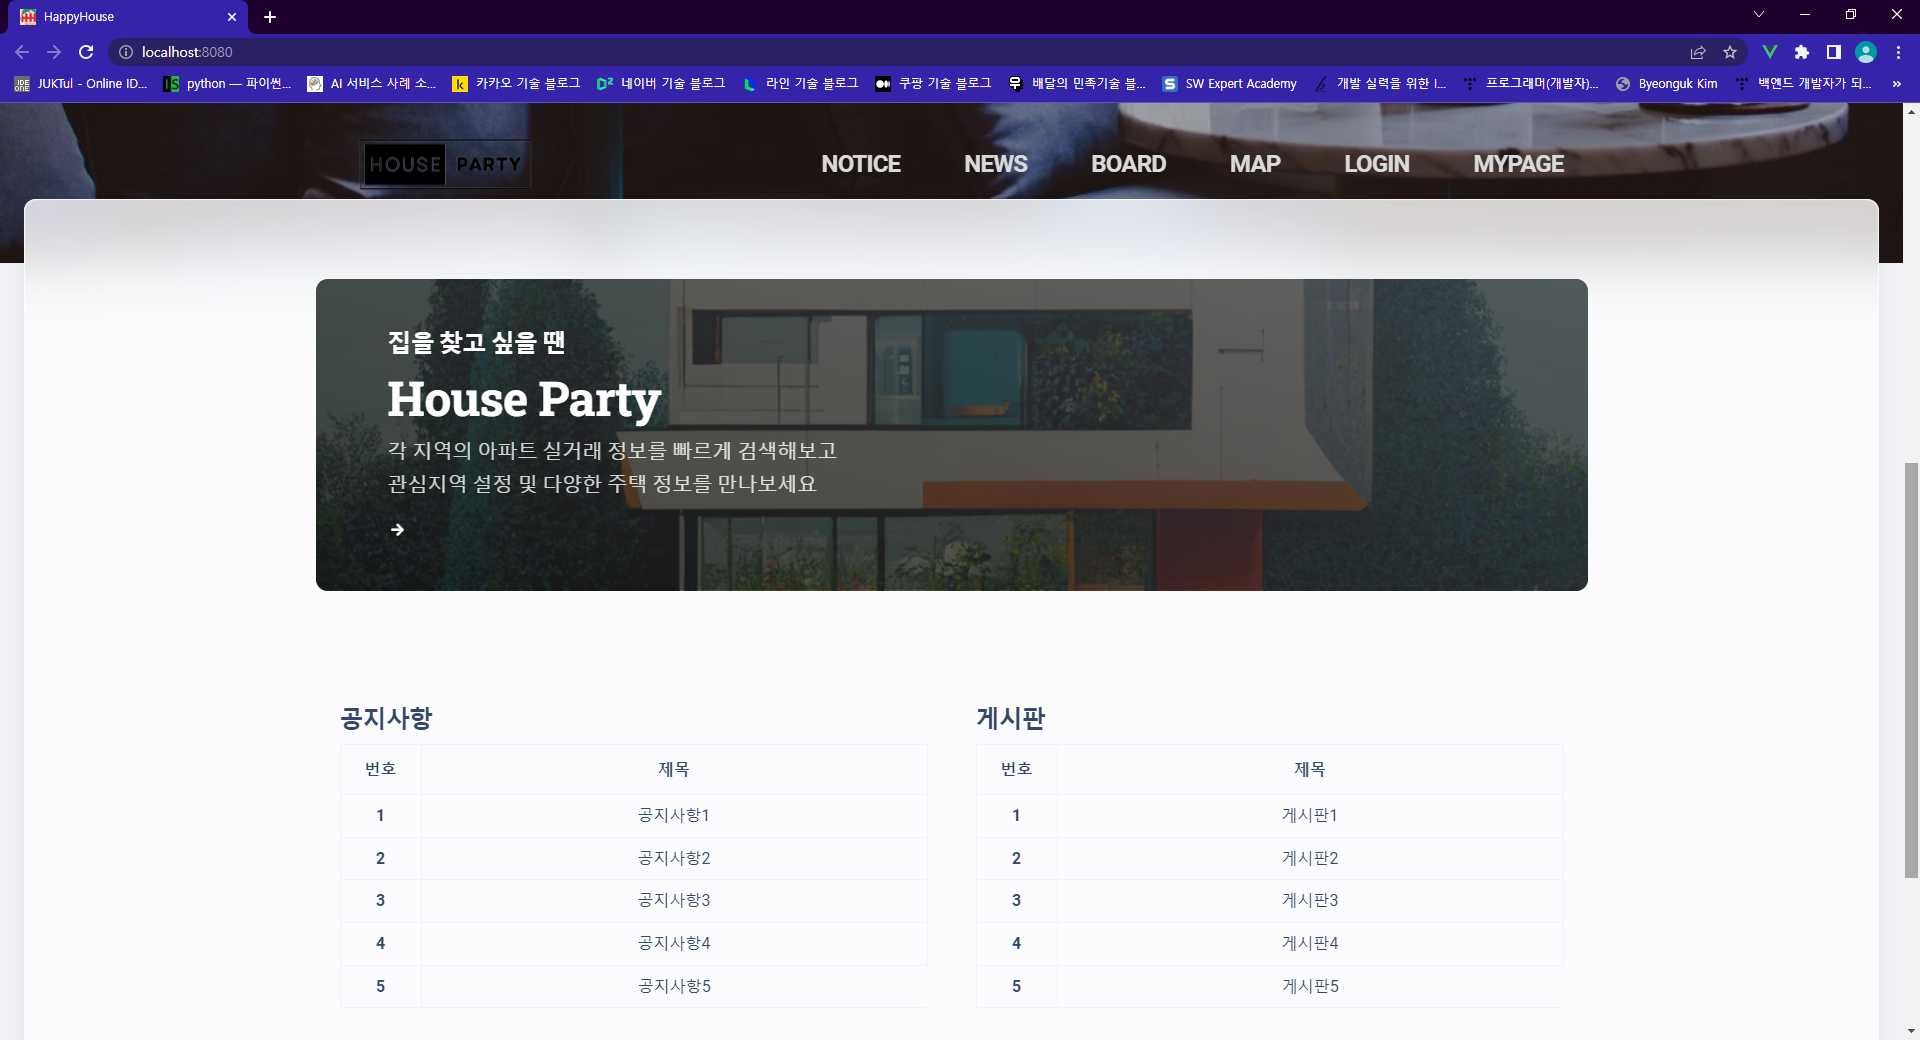 HappyHouse
localhost:8080
JUKTul - Online ID...
python — 파이썬...
AI 서비스 사례 소...
카카오 기술 블로그
네이버 기술 블로그
라인 기술 블로그
쿠팡 기술 블로그
배달의 민족기술 블...
SW Expert Academy
개발 실력을 위한 I...
프로그래머(개발자)...
Byeonguk Kim
백엔드 개발자가 되...
HOUSE PARTY
NOTICE
NEWS
BOARD
MAP
LOGIN
MYPAGE
집을 찾고 싶을 땐
House Party
각 지역의 아파트 실거래 정보를 빠르게 검색해보고
관심지역 설정 및 다양한 주택 정보를 만나보세요
공지사항
번호 제목
1 공지사항1
2 공지사항2
3 공지사항3
4 공지사항4
5 공지사항5
게시판
번호 제목
1 게시판1
2 게시판2
3 게시판3
4 게시판4
5 게시판5